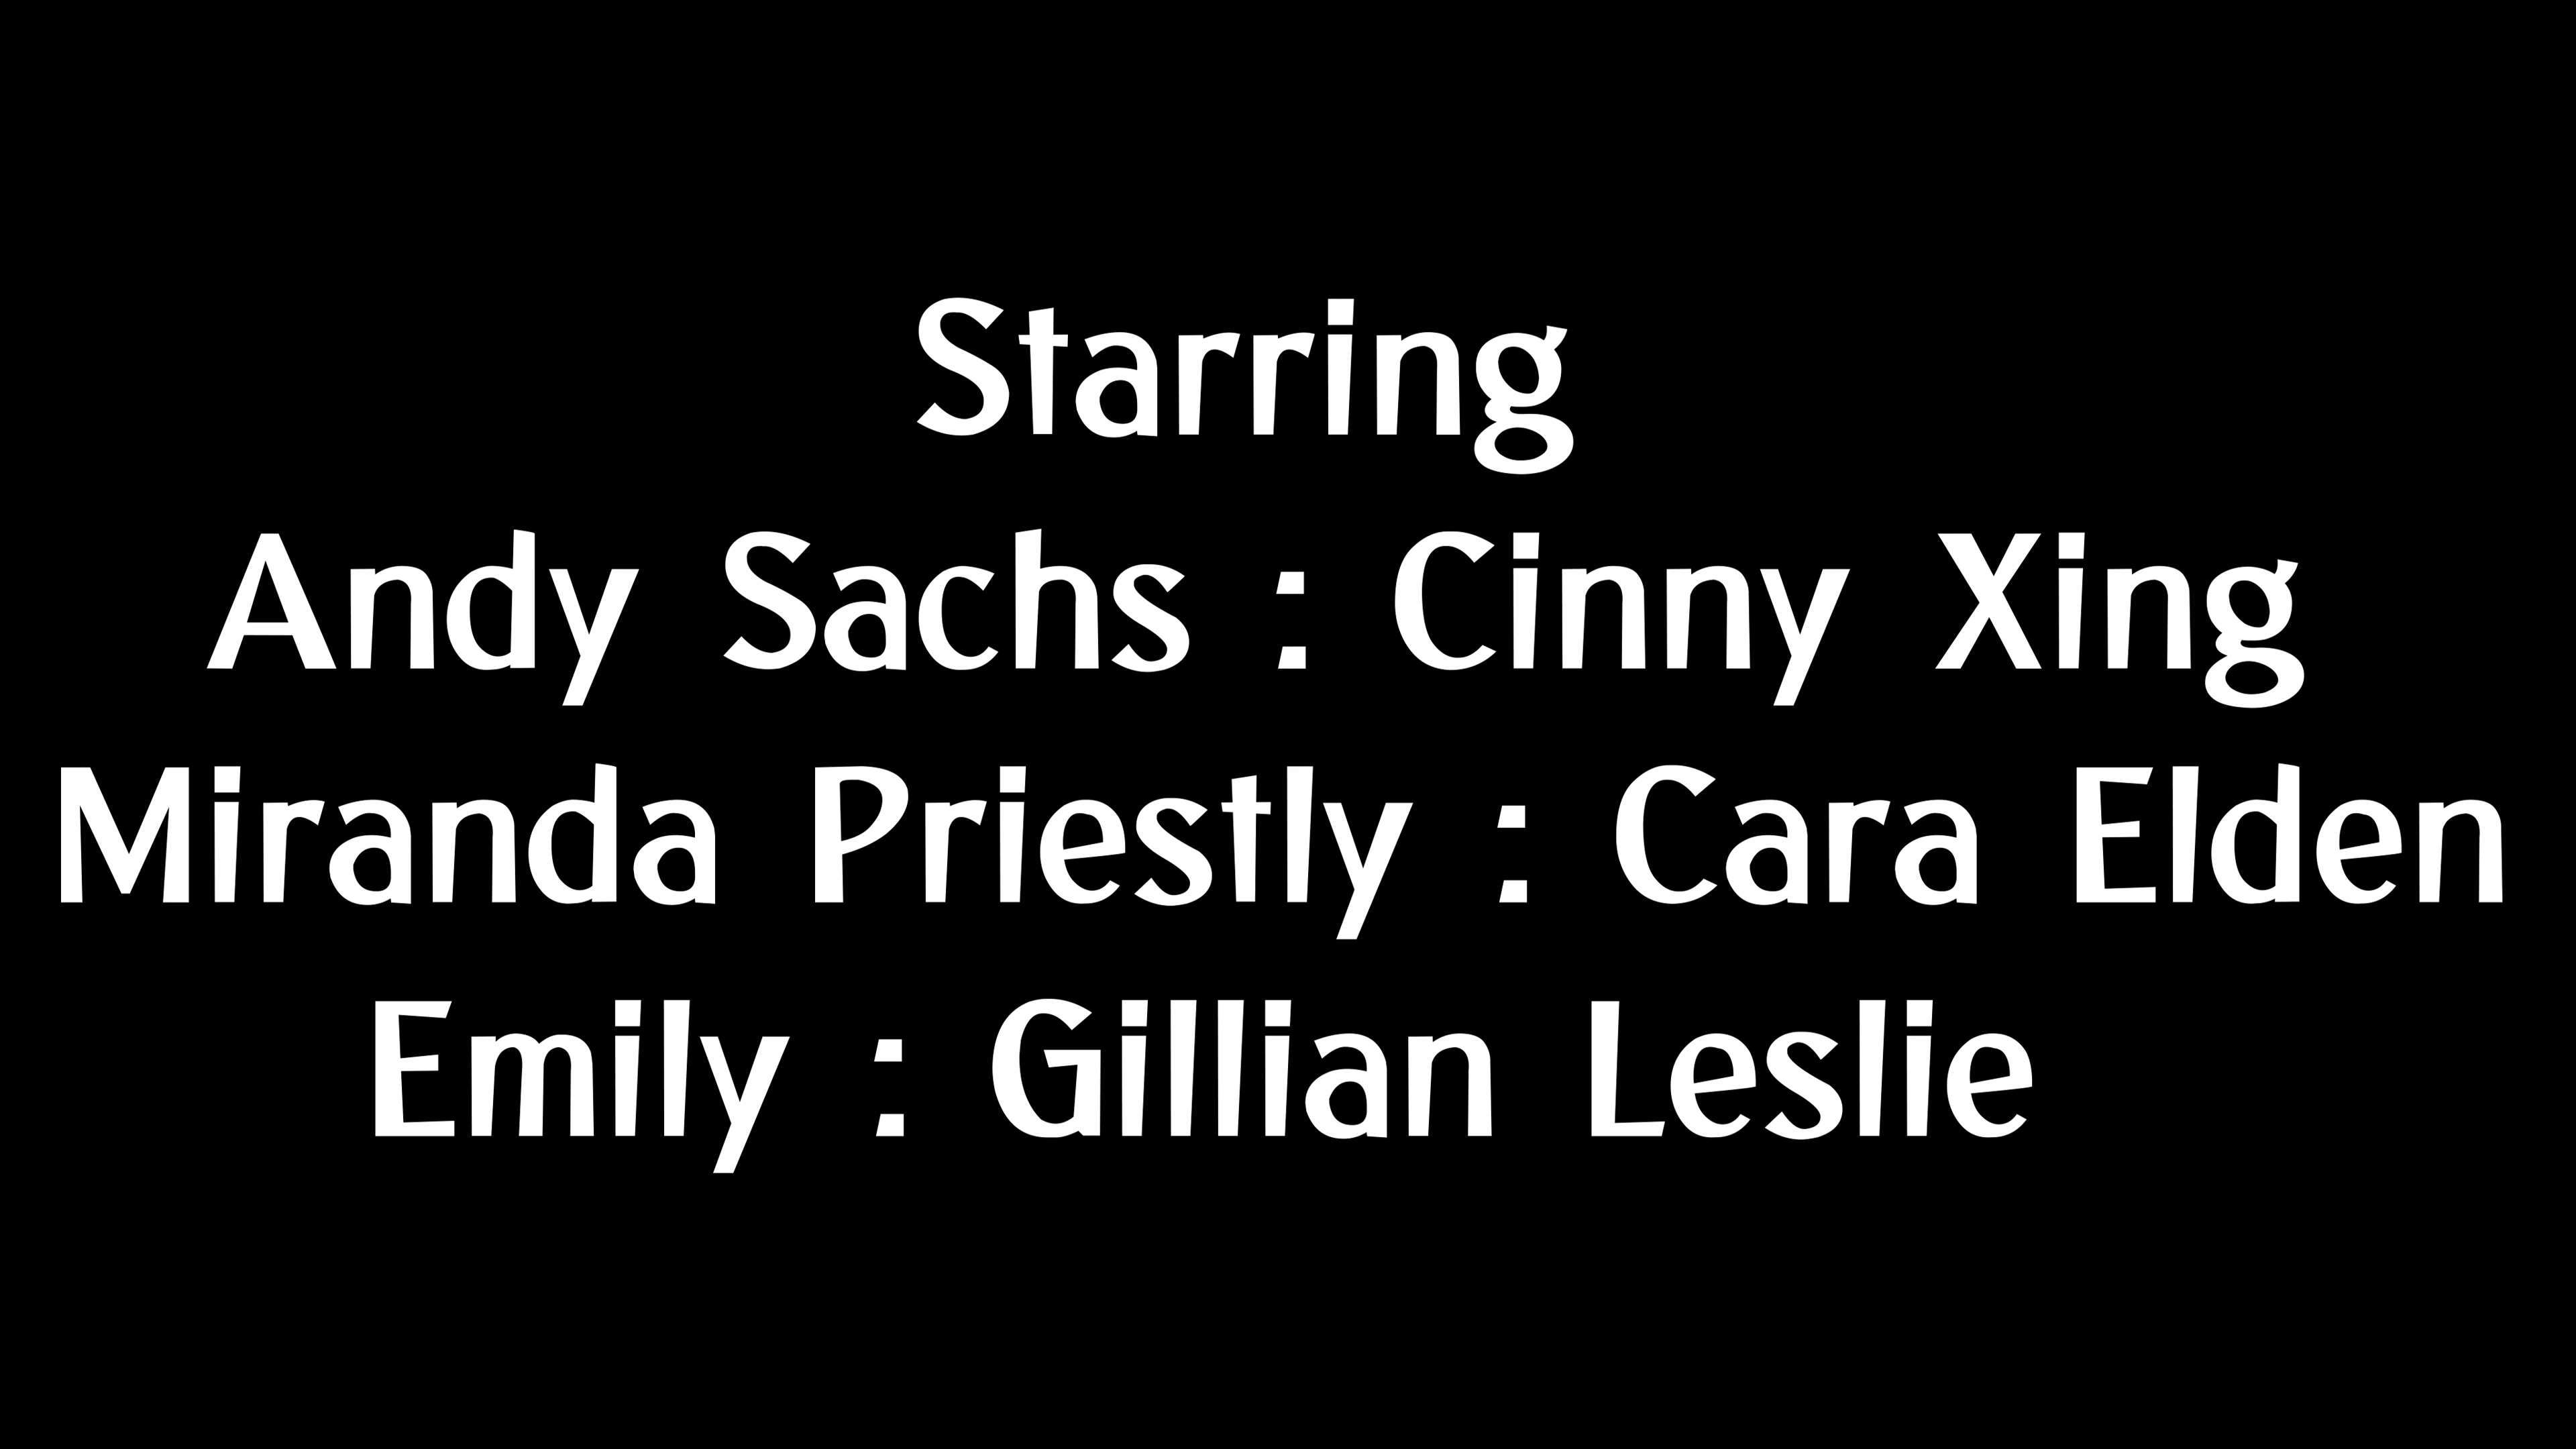 Starring
Andy Sachs : Cinny Xing
Miranda Priestly : Cara Elden
Emily : Gillian Leslie